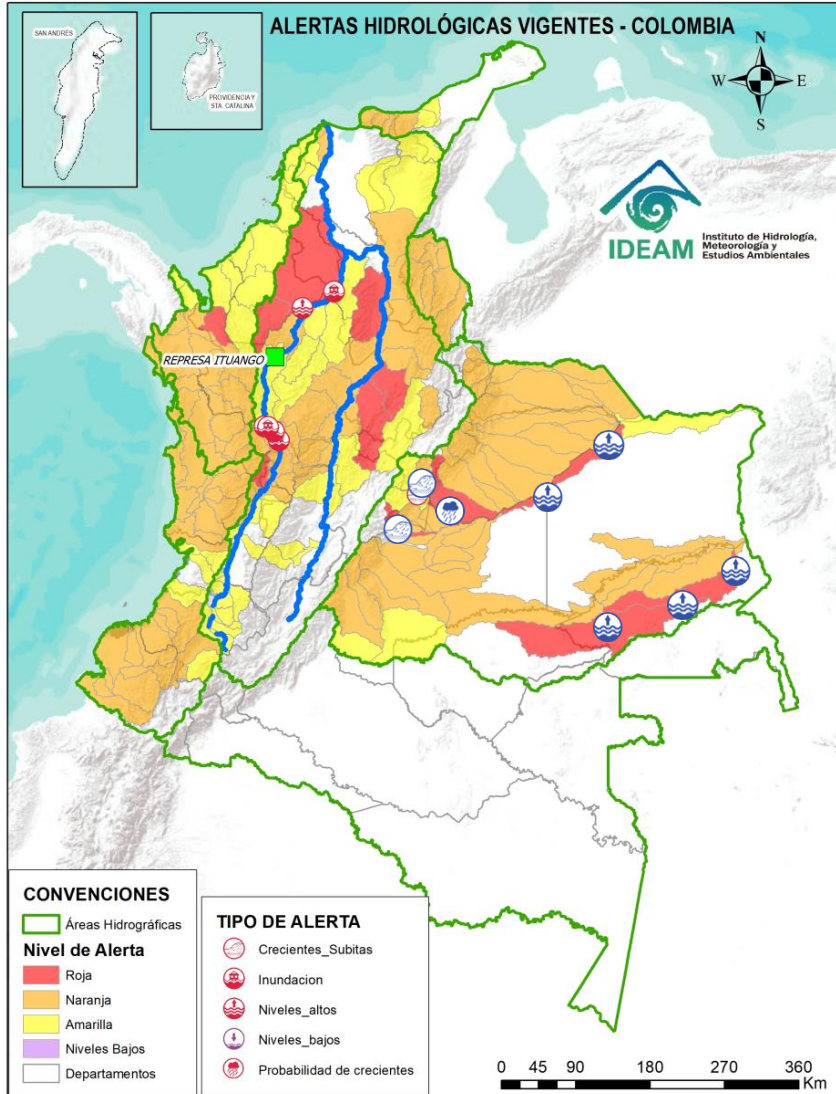 ALERTAS HIDROLÓGICAS VIGENTES - COLOMBIA
SAN ANDRÉS
PROVIDENCIA Y
STA. CATALINA
N
W
E
S
IDEAM
Instituto de Hidrología,
Meteorología y
Estudios Ambientales
REPRESA ITUANGO
CONVENCIONES
Áreas Hidrográficas
Nivel de Alerta
Roja
Naranja
Amarilla
Niveles Bajos
Departamentos
TIPO DE ALERTA
Crecientes_Subitas
Inundacion
Niveles_altos
Niveles_bajos
Probabilidad de crecientes
0 45 90 180 270 360
Km